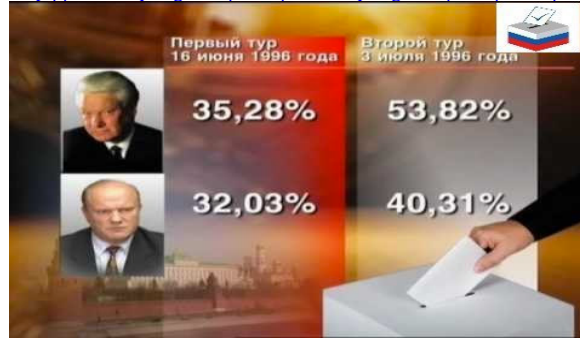 Первый тур
16 июня 1996 года
Второй тур
3 июля 1996 года
35,28%
53,82%
32,03%
40,31%